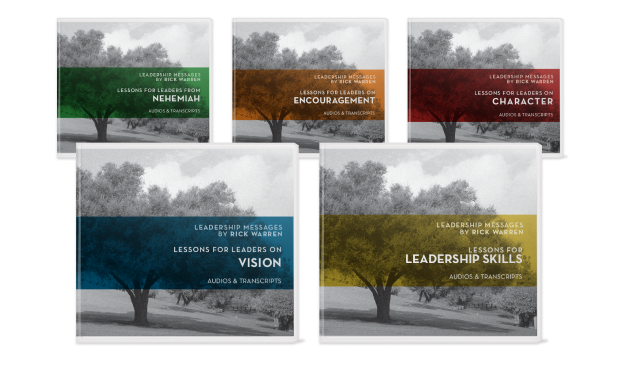 LEADERSHIP MESSAGES
BY RICK WARREN
LESSONS FOR LEADERS FROM
NEHEMIAH
AUDIOS & TRANSCRIPTS
LEADERSHIP MESSAGES
BY RICK WARREN
LESSONS FOR LEADERS ON
ENCOURAGEMENT
AUDIOS & TRANSCRIPTS
LEADERSHIP MESSAGES
BY RICK WARREN
LESSONS FOR LEADERS ON
CHARACTER
AUDIOS & TRANSCRIPTS
LEADERSHIP MESSAGES
BY RICK WARREN
LESSONS FOR LEADERS ON
VISION
AUDIOS & TRANSCRIPTS
LEADERSHIP MESSAGES
BY RICK WARREN
LESSONS FOR
LEADERSHIP SKILLS
AUDIOS & TRANSCRIPTS